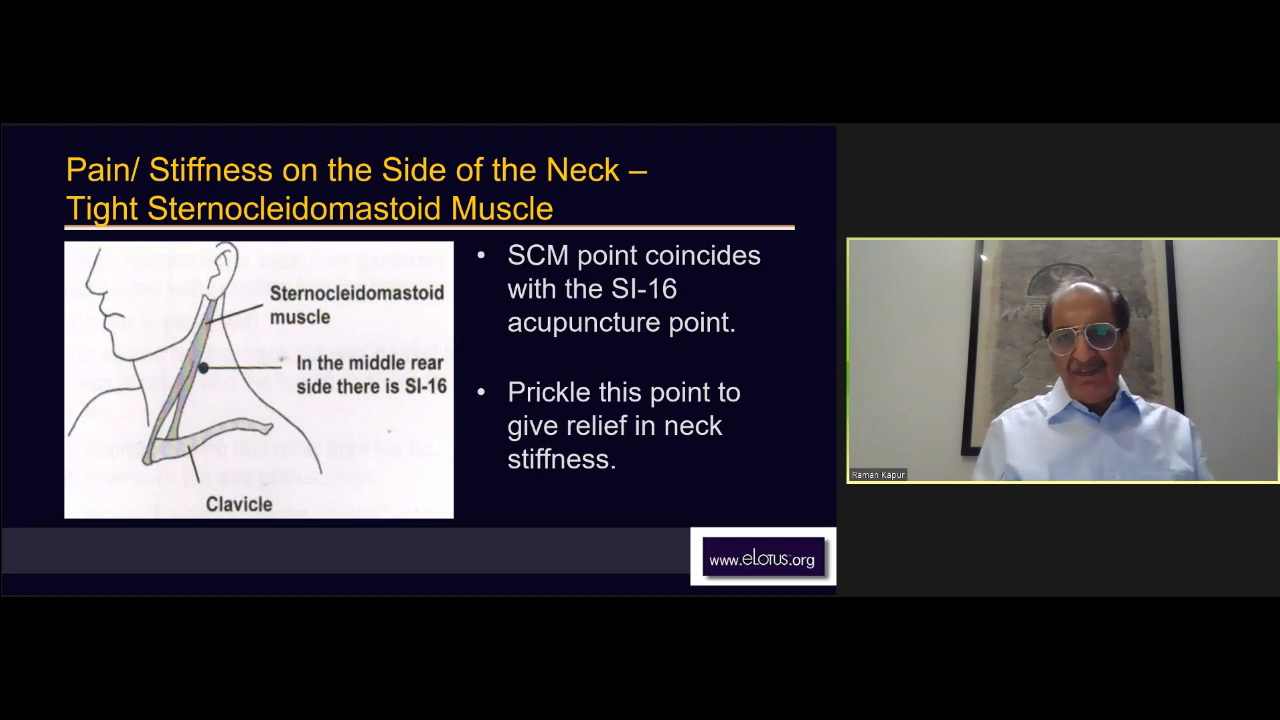 Pain/ Stiffness on the Side of the Neck –
Tight Sternocleidomastoid Muscle
Sternocleidomastoid
muscle
In the middle rear
side there is SI-16
Clavicle
• SCM point coincides
with the SI-16
acupuncture point.
• Prickle this point to
give relief in neck
stiffness.
www.eLotus.org
Raman Kapur